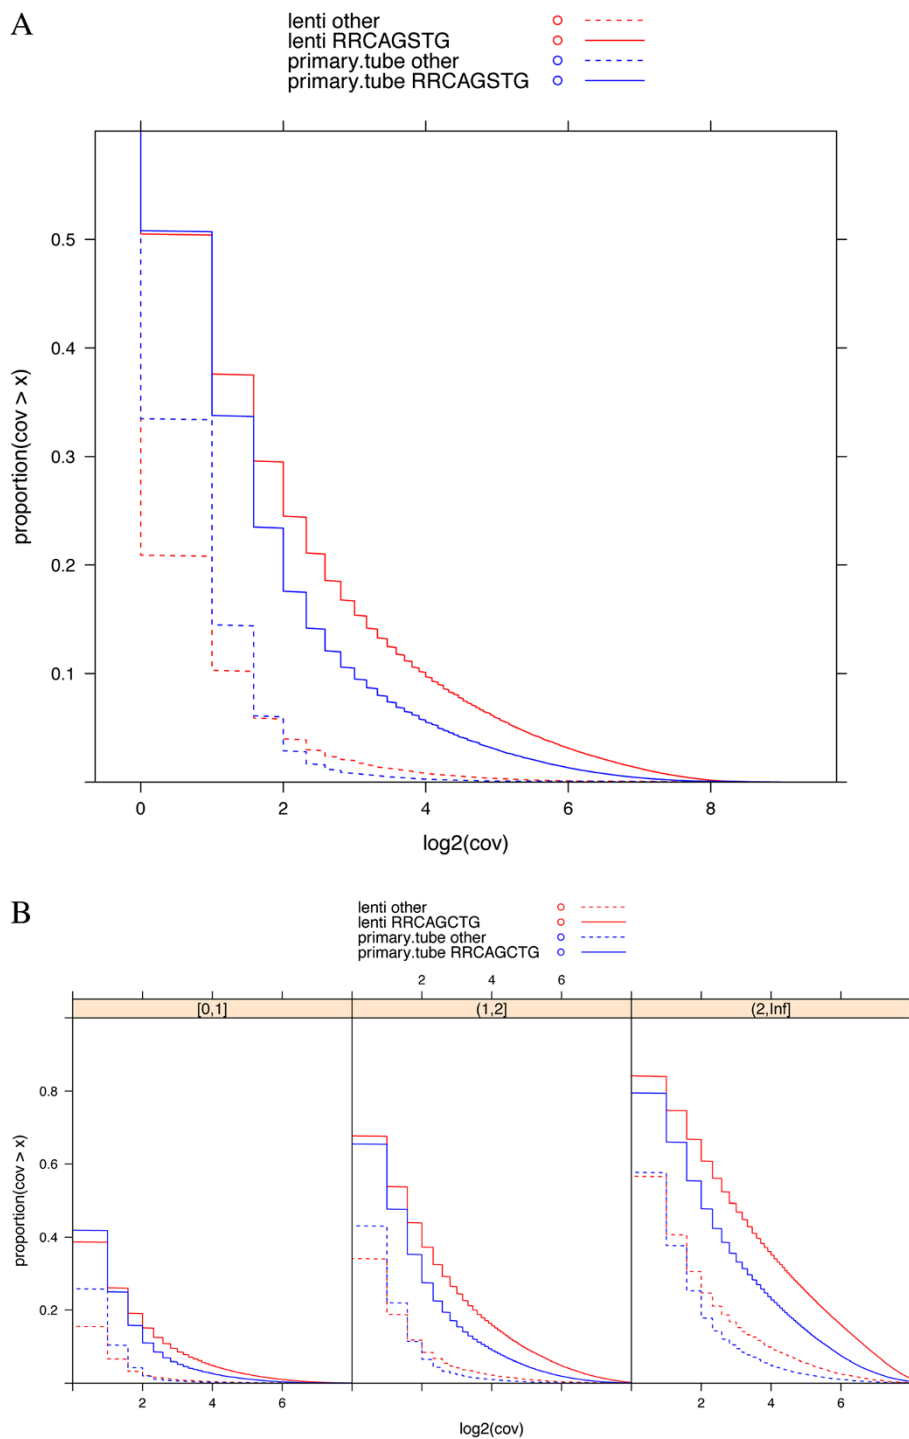 A
lenti other
lenti RRCAGSTG
primary.tube other
primary.tube RRCAGSTG
0.5
0.4
0.3
0.2
0.1
proportion(cov > x)
0 2 4 6 8
log2(cov)
B
lenti other
lenti RRCAGCTG
primary.tube other
primary.tube RRCAGCTG
2 4 6
[0,1] (1,2] (2,Inf]
0.8
0.6
0.4
0.2
proportion(cov > x)
2 4 6 2 4 6
log2(cov)